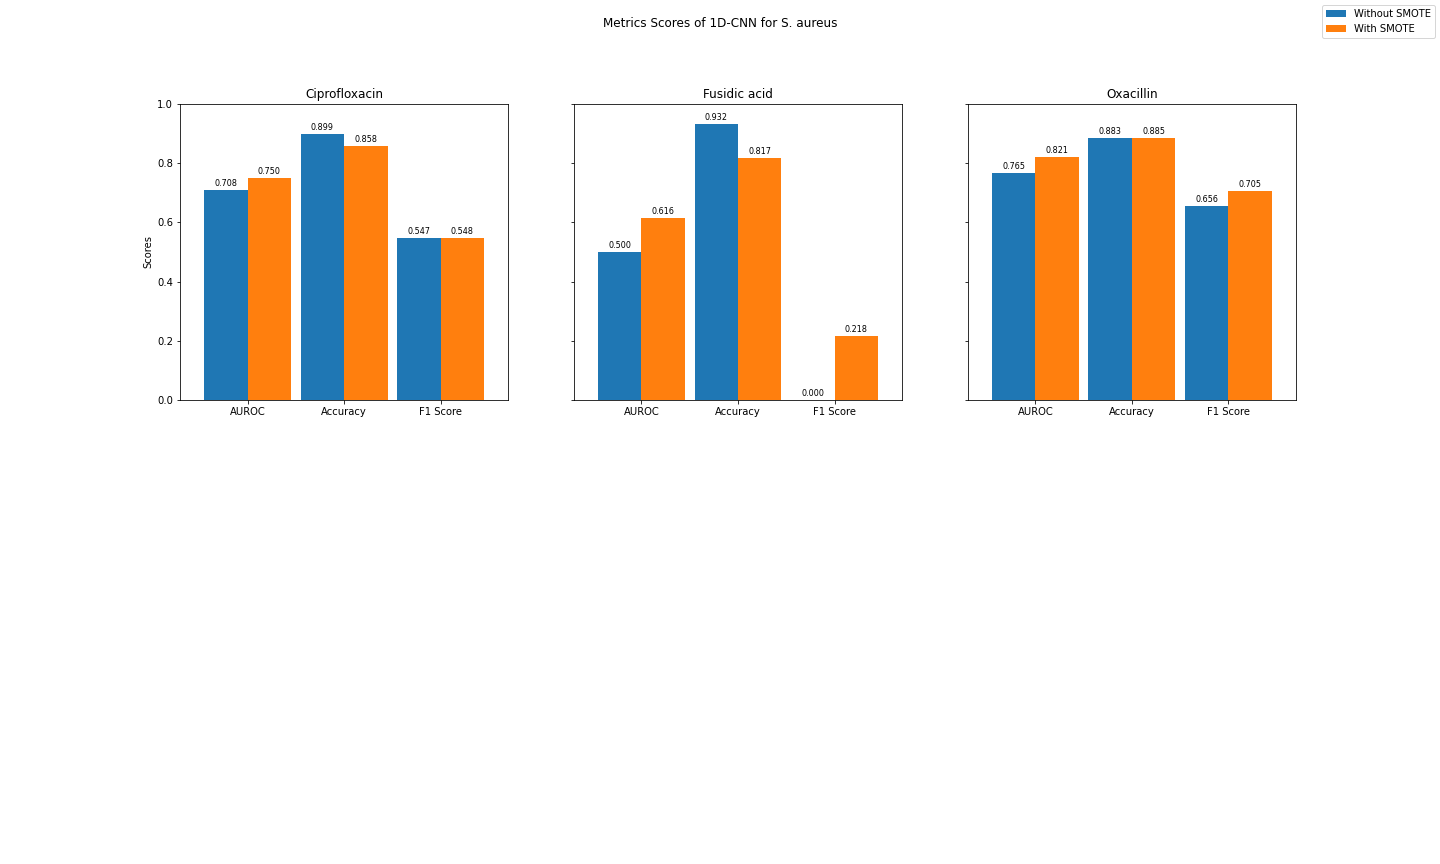 Metrics Scores of 1D-CNN for S. aureus
Without SMOTE
With SMOTE
Ciprofloxacin
Scores
1.0
0.8
0.6
0.4
0.2
0.0
0.708
0.750
0.899
0.858
0.547
0.548
AUROC
Accuracy
F1 Score
Fusidic acid
0.500
0.616
0.932
0.817
0.000
0.218
AUROC
Accuracy
F1 Score
Oxacillin
0.765
0.821
0.883
0.885
0.656
0.705
AUROC
Accuracy
F1 Score